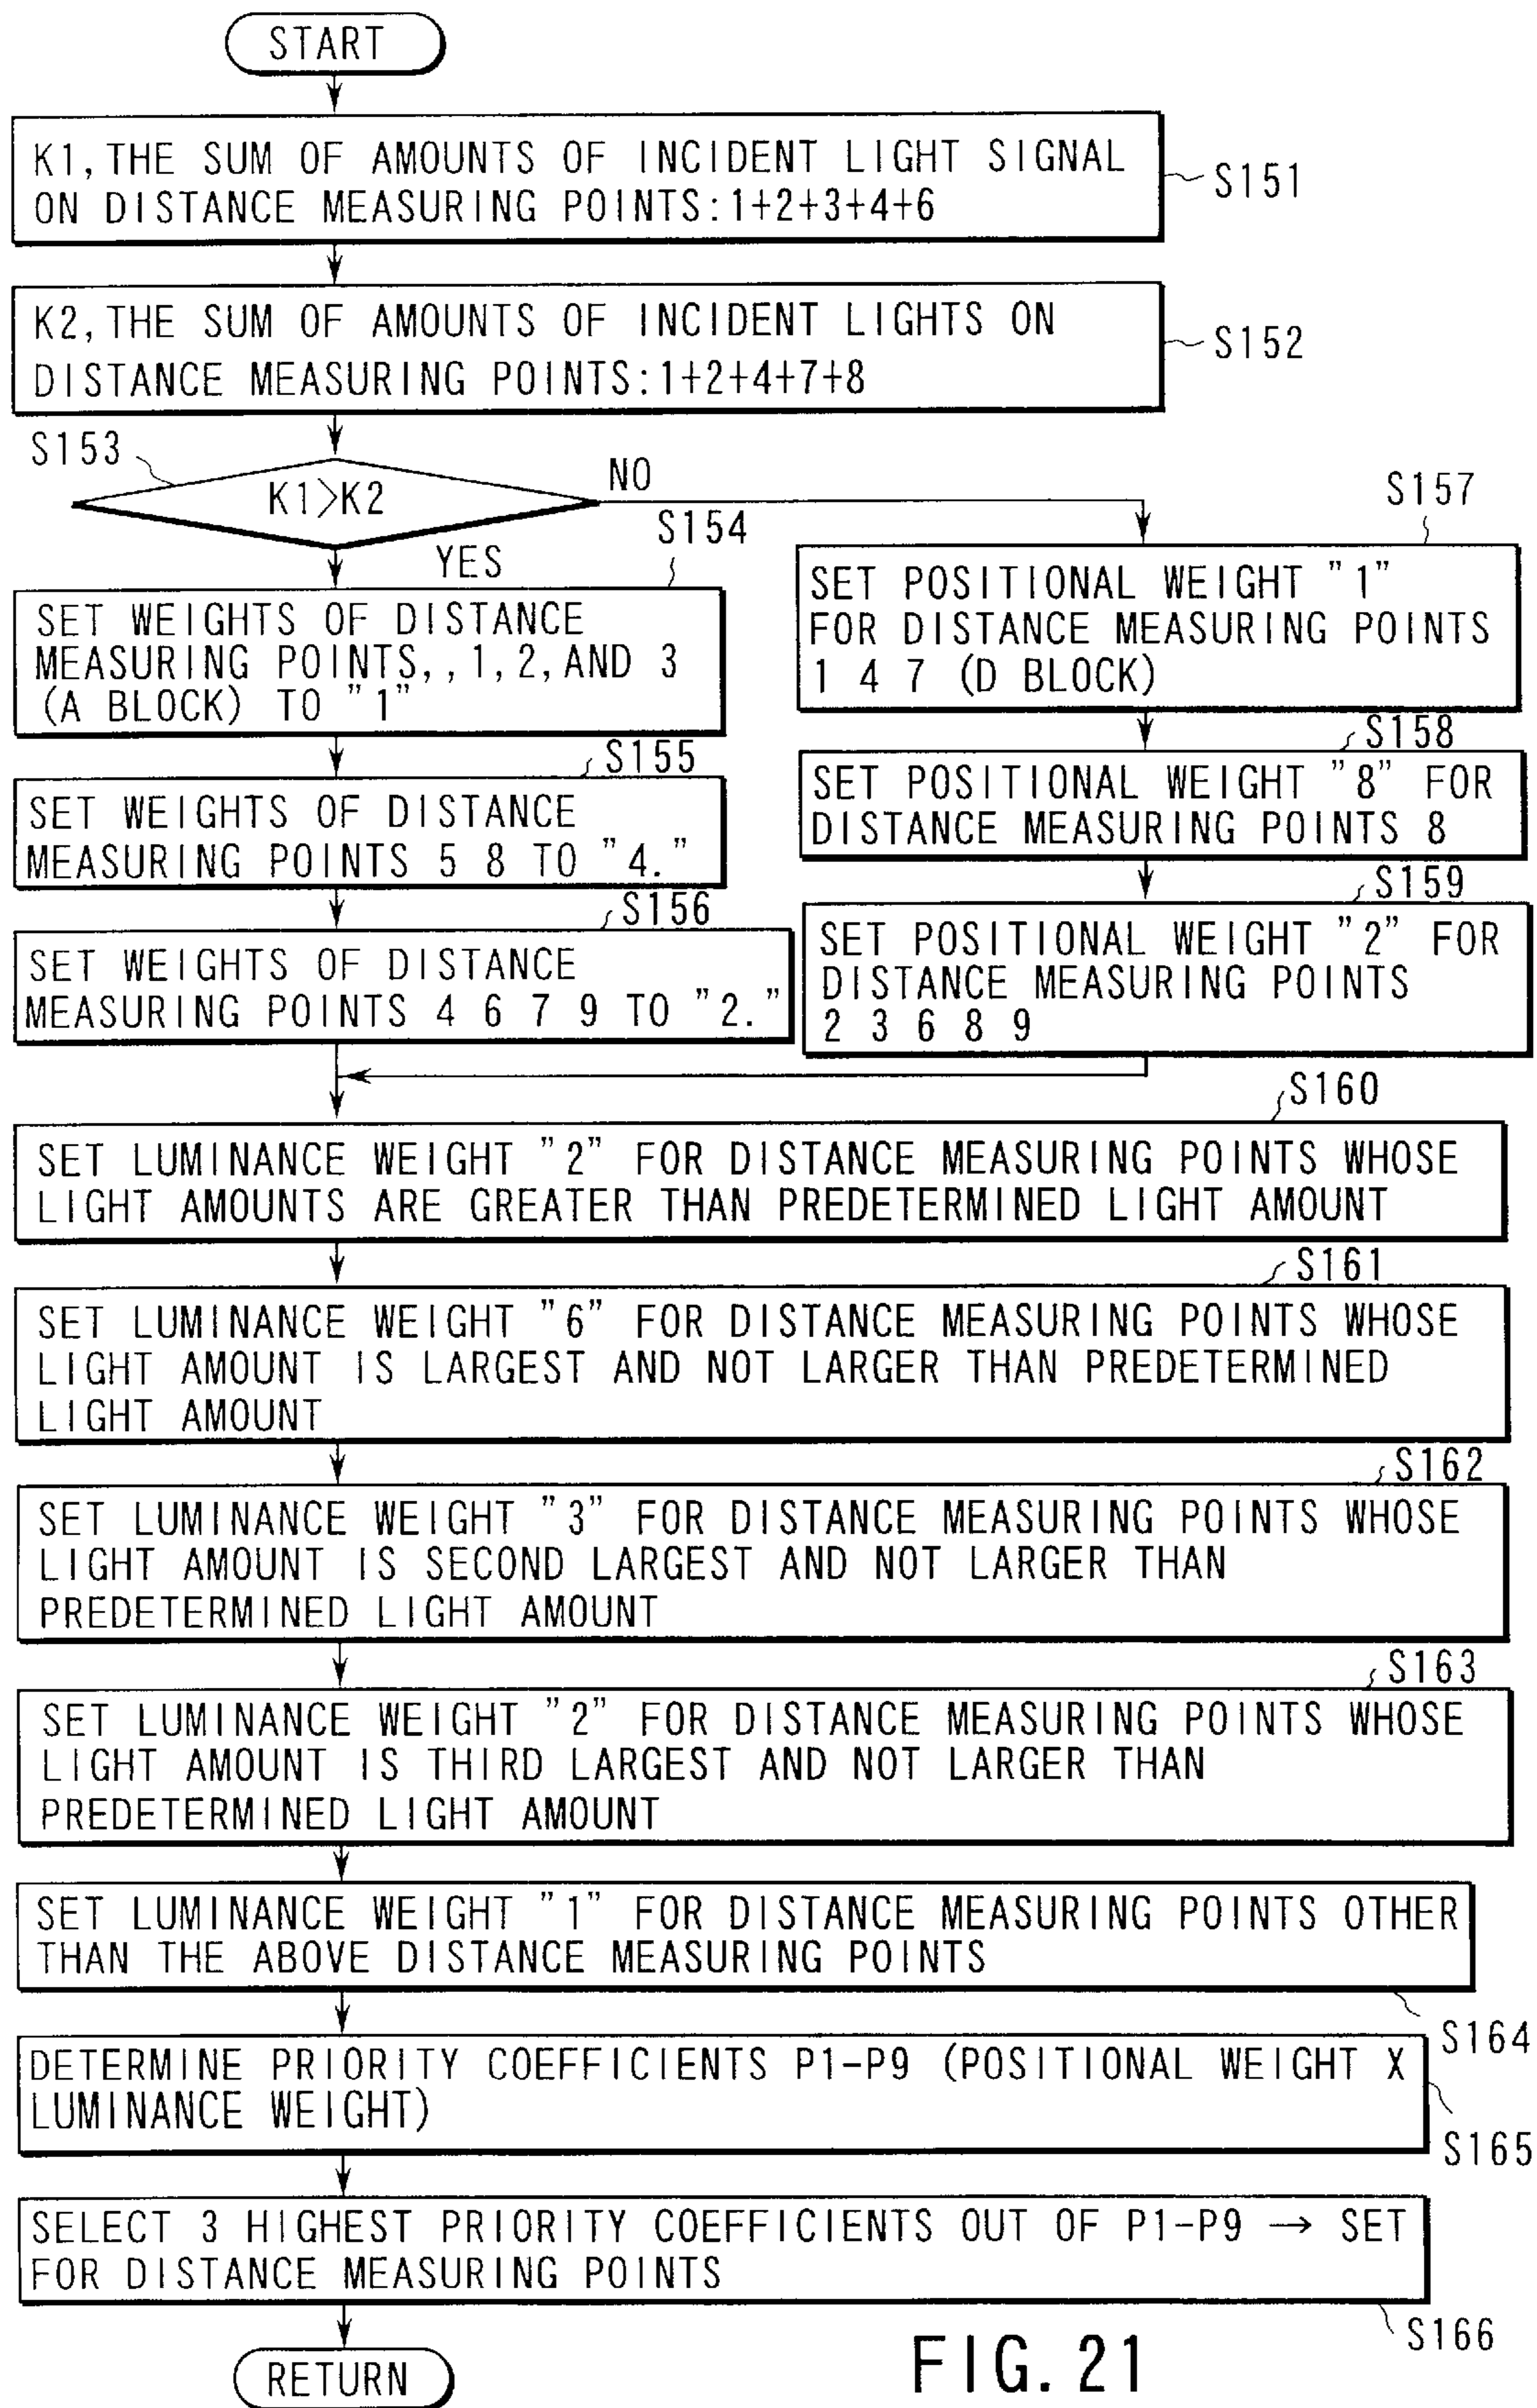 START
K1, THE SUM OF AMOUNTS OF INCIDENT LIGHT SIGNAL
ON DISTANCE MEASURING POINTS:1+2+3+4+6
S151
K2, THE SUM OF AMOUNTS OF INCIDENT LIGHTS ON
DISTANCE MEASURING POINTS:1+2+4+7+8
S152
S153
K1>K2
NO
YES
S154
SET WEIGHTS OF DISTANCE
MEASURING POINTS,,1,2,AND 3
(A BLOCK) TO "1"
S155
SET WEIGHTS OF DISTANCE
MEASURING POINTS 5 8 TO "4."
S156
SET WEIGHTS OF DISTANCE
MEASURING POINTS 4 6 7 9 TO "2."
S157
SET POSITIONAL WEIGHT "1"
FOR DISTANCE MEASURING POINTS
1 4 7 (D BLOCK)
S158
SET POSITIONAL WEIGHT "8" FOR
DISTANCE MEASURING POINTS 8
S159
SET POSITIONAL WEIGHT "2" FOR
DISTANCE MEASURING POINTS
2 3 6 8 9
S160
SET LUMINANCE WEIGHT "2" FOR DISTANCE MEASURING POINTS WHOSE
LIGHT AMOUNTS ARE GREATER THAN PREDETERMINED LIGHT AMOUNT
S161
SET LUMINANCE WEIGHT "6" FOR DISTANCE MEASURING POINTS WHOSE
LIGHT AMOUNT IS LARGEST AND NOT LARGER THAN PREDETERMINED
LIGHT AMOUNT
S162
SET LUMINANCE WEIGHT "3" FOR DISTANCE MEASURING POINTS WHOSE
LIGHT AMOUNT IS SECOND LARGEST AND NOT LARGER THAN
PREDETERMINED LIGHT AMOUNT
S163
SET LUMINANCE WEIGHT "2" FOR DISTANCE MEASURING POINTS WHOSE
LIGHT AMOUNT IS THIRD LARGEST AND NOT LARGER THAN
PREDETERMINED LIGHT AMOUNT
SET LUMINANCE WEIGHT "1" FOR DISTANCE MEASURING POINTS OTHER
THAN THE ABOVE DISTANCE MEASURING POINTS
S164
DETERMINE PRIORITY COEFFICIENTS P1-P9 (POSITIONAL WEIGHT X
LUMINANCE WEIGHT)
S165
SELECT 3 HIGHEST PRIORITY COEFFICIENTS OUT OF P1-P9 → SET
FOR DISTANCE MEASURING POINTS
S166
RETURN
FIG. 21